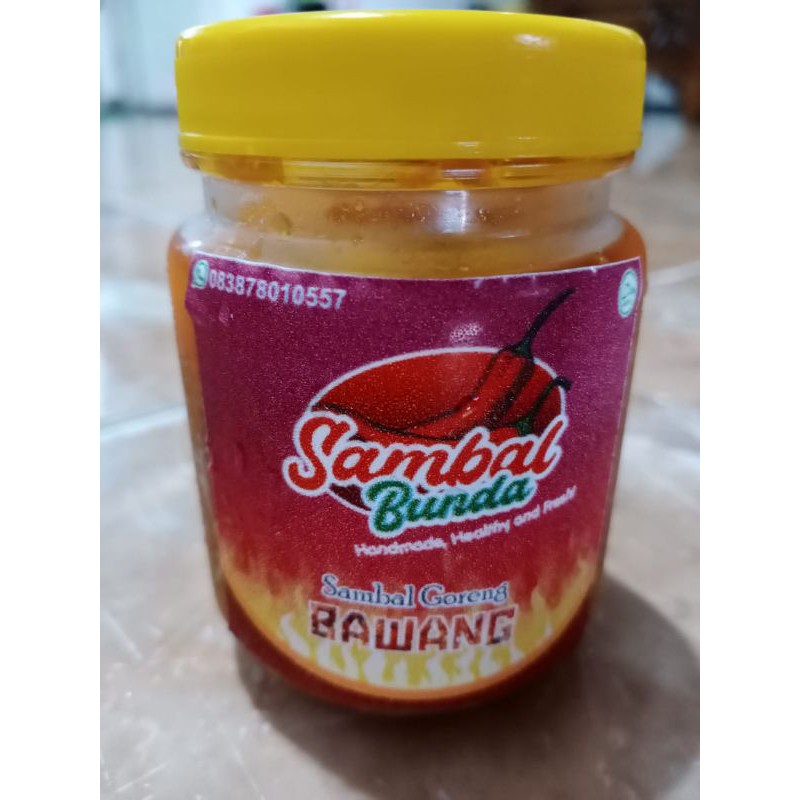 083878010557
Sambal
Bunda
Handmade, Healthy and Fresh
Sambal Goreng
BAWANG